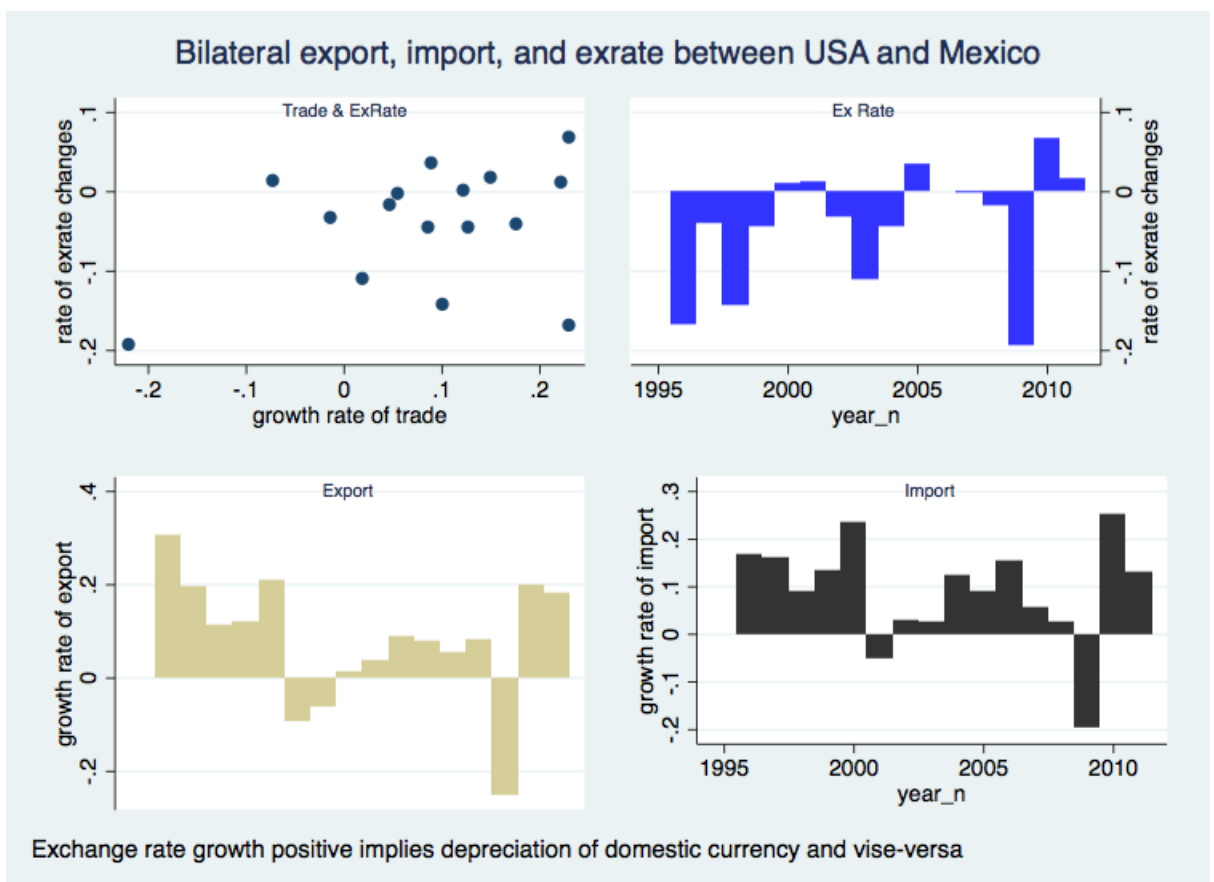 Bilateral export, import, and exrate between USA and Mexico
Trade & ExRate
rate of exrate changes
.1
0
-.1
-.2
-.2
-.1
0
.1
.2
growth rate of trade
Ex Rate
.1
0
-.1
-.2
rate of exrate changes
1995
2000
2005
2010
year_n
Export
growth rate of export
.4
.2
0
-.2
Import
growth rate of import
.3
.2
.1
0
-.1
-.2
1995
2000
2005
2010
year_n
Exchange rate growth positive implies depreciation of domestic currency and vise-versa